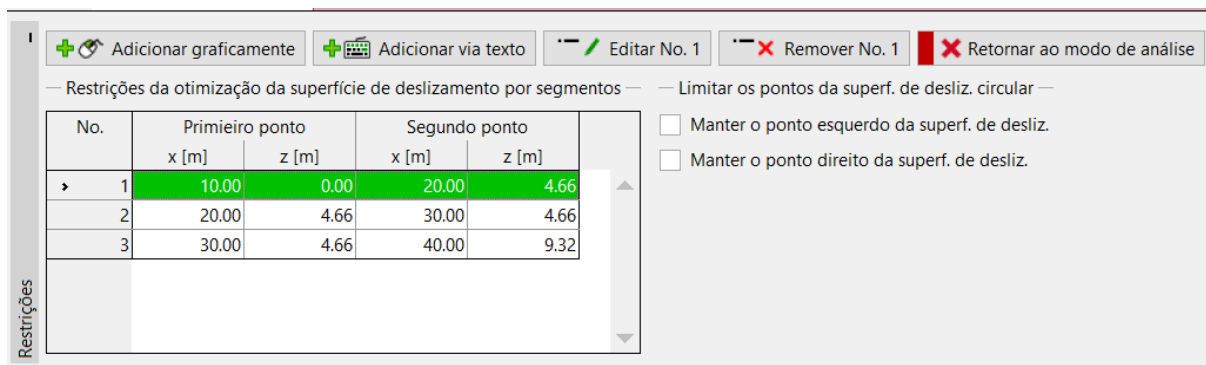 Adicionar graficamente Adicionar via texto Editar No. 1 Remover No. 1 Retornar ao modo de análise
Restrições da otimização da superfície de deslizamento por segmentos
No. Primieiro ponto Segundo ponto
x [m] z [m] x [m] z [m]
1 10.00 0.00 20.00 4.66
2 20.00 4.66 30.00 4.66
3 30.00 4.66 40.00 9.32
Limitar os pontos da superf. de desliz. circular
Manter o ponto esquerdo da superf. de desliz.
Manter o ponto direito da superf. de desliz.
Restrições